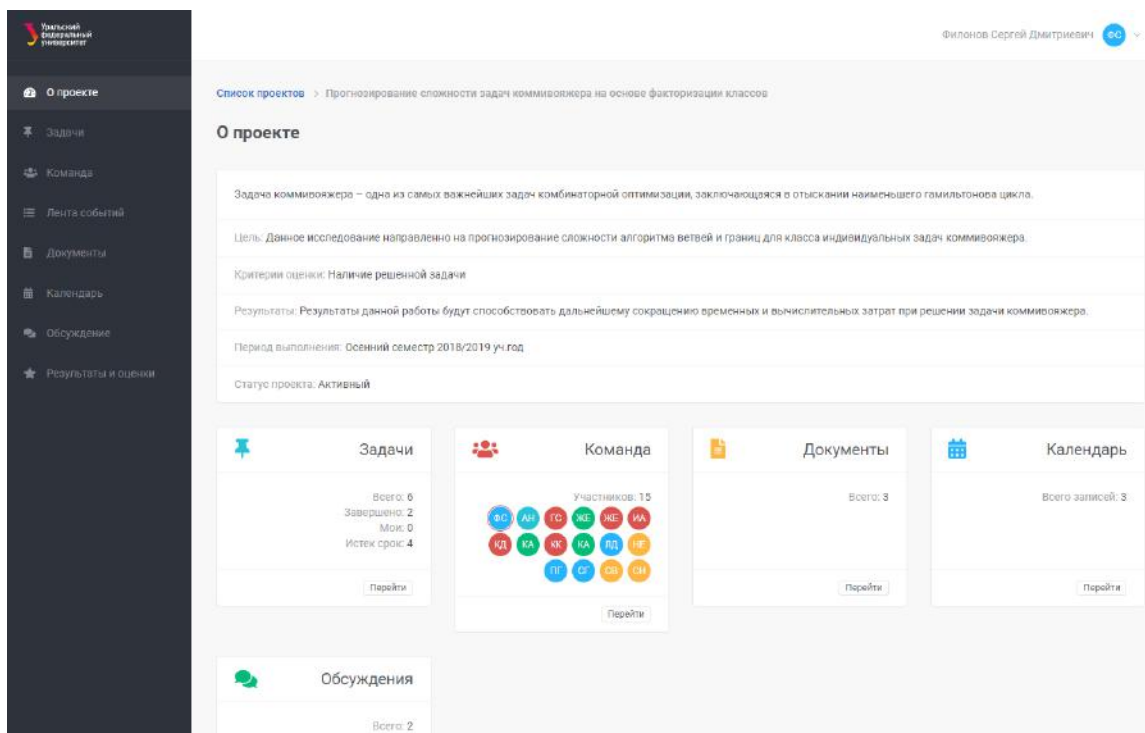 Уральский
федеральный
университет
Филонов Сергей Дмитриевич ФС
О проекте
Задачи
Команда
Лента событий
Документы
Календарь
Обсуждение
Результаты и оценки
Список проектов > Прогнозирование сложности задач коммивояжера на основе факторизации классов
О проекте
Задача коммивояжера – одна из самых важнейших задач комбинаторной оптимизации, заключающаяся в отыскании наименьшего гамильтонова цикла.
Цель: Данное исследование направленно на прогнозирование сложности алгоритма ветвей и границ для класса индивидуальных задач коммивояжера.
Критерии оценки: Наличие решенной задачи
Результаты: Результаты данной работы будут способствовать дальнейшему сокращению временных и вычислительных затрат при решении задачи коммивояжера.
Период выполнения: Осенний семестр 2018/2019 уч.год
Статус проекта: Активный
Задачи
Всего: 6
Завершено: 2
Мои: 0
Истек срок: 4
Перейти
Команда
Участников: 15
ФС АН ГС ЖЕ ЖЕ ИА
КД КА КК КА ЛД НЕ
ПГ СГ СВ СН
Перейти
Документы
Всего: 3
Перейти
Календарь
Всего записей: 3
Перейти
Обсуждения
Всего: 2